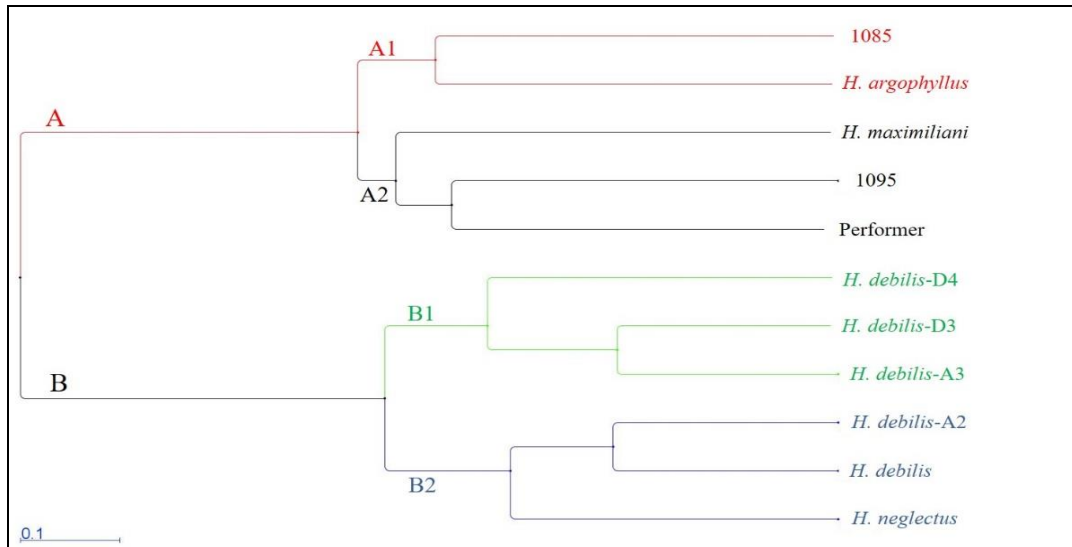 1085
A1
H. argophyllus
A
H. maximiliani
1095
A2
Performer
H. debilis-D4
B1
H. debilis-D3
H. debilis-A3
B
H. debilis-A2
H. debilis
B2
H. neglectus
0.1